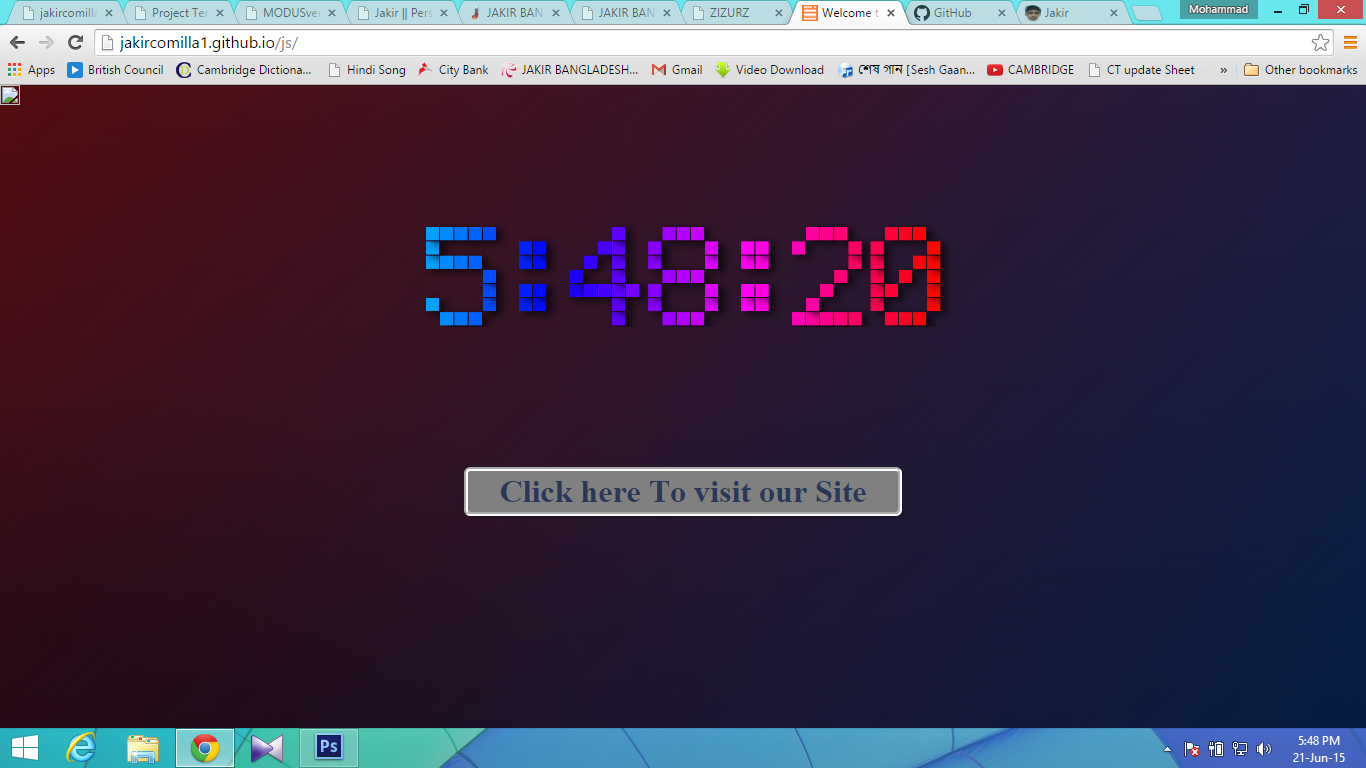 jakircomilla Project Ter MODUSver Jakir || Pers JAKIR BAN JAKIR BAN ZIZURZ Welcome t GitHub Jakir Mohammad
jakircomilla1.github.io/js/
Apps British Council Cambridge Dictiona... Hindi Song City Bank JAKIR BANGLADESH... Gmail Video Download শেষ গান [Sesh Gaan... CAMBRIDGE CT update Sheet » Other bookmarks
5:48:20
Click here To visit our Site
Ps
5:48 PM
21-Jun-15